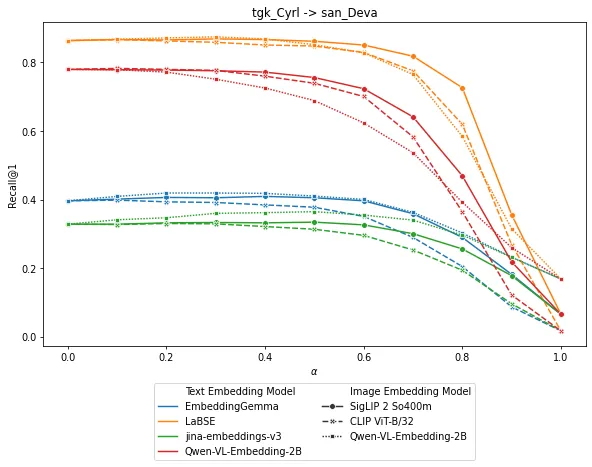 tgk_Cyrl -> san_Deva
Recall@1
0.8
0.6
0.4
0.2
0.0
0.0 0.2 0.4 0.6 0.8 1.0
α
Text Embedding Model Image Embedding Model
EmbeddingGemma SigLIP 2 So400m
LaBSE CLIP ViT-B/32
jina-embeddings-v3 Qwen-VL-Embedding-2B
Qwen-VL-Embedding-2B